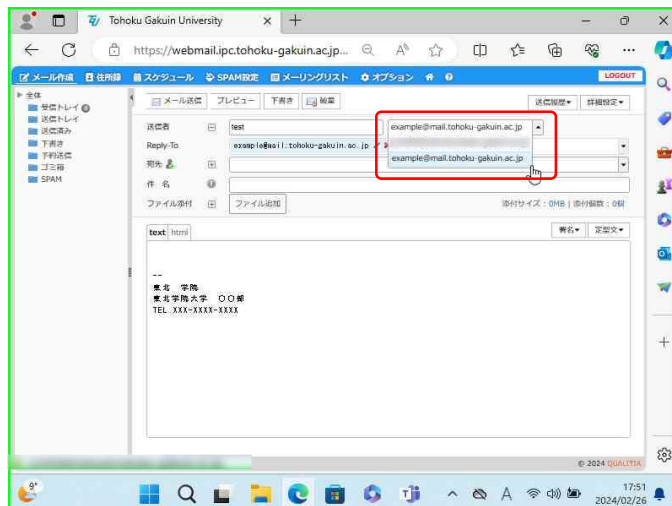 Tohoku Gakuin University
https://webmail.ipc.tohoku-gakuin.ac.jp...
メール作成 住所録 スケジュール SPAM設定 メーリングリスト オプション LOGOUT
全体
受信トレイ
送信トレイ
送信済み
下書き
予約送信
ゴミ箱
SPAM
メール送信 プレビュー 下書き 破棄 送信履歴 詳細設定
送信者 test example@mail.tohoku-gakuin.ac.jp
Reply-To example@mail.tohoku-gakuin.ac.jp
example@mail.tohoku-gakuin.ac.jp
宛先
件 名
ファイル添付 ファイル追加 添付サイズ : 0MB | 添付個数 : 0個
text html 署名 定型文
--
東北 学院
東北学院大学 〇〇部
TEL XXX-XXXX-XXXX
© 2024 QUALITIA
9°
A
17:51
2024/02/26